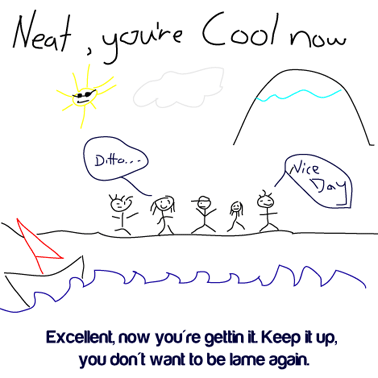 Neat, you're Cool now
Ditto...
Nice
Day
Excellent, now you're gettin it. Keep it up,
you don't want to be lame again.